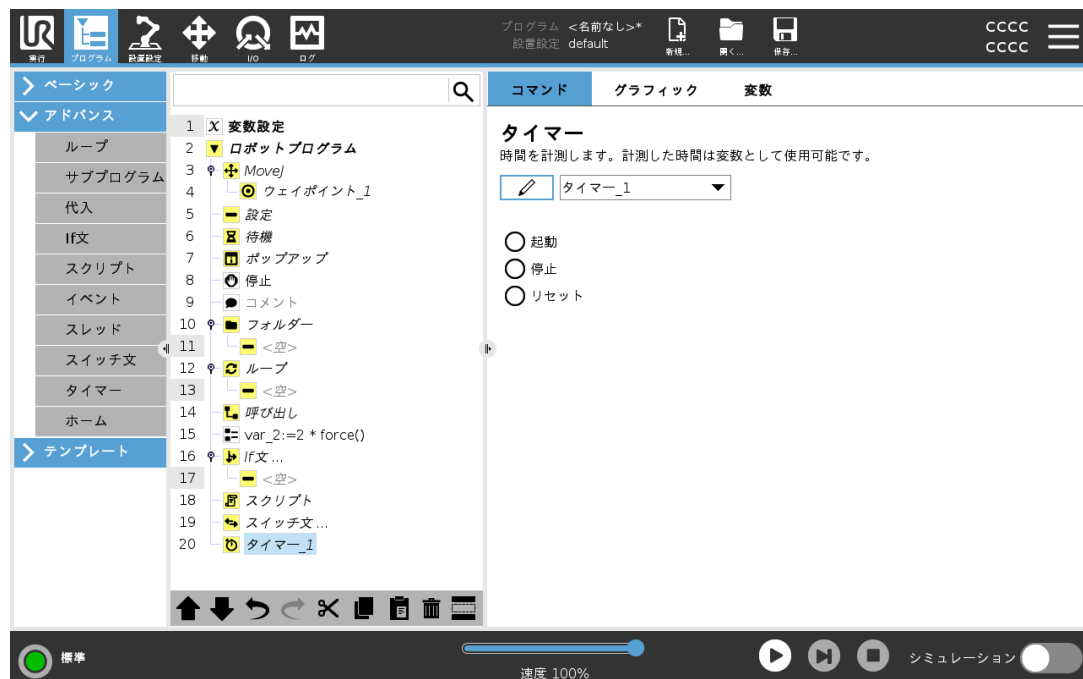 UR
実行 プログラム 設置設定 移動 I/O ログ
プログラム <名前なし>*
設置設定 default
新規... 開く... 保存...
CCCC
CCCC
ベーシック
アドバンス
ループ
サブプログラム
代入
If文
スクリプト
イベント
スレッド
スイッチ文
タイマー
ホーム
テンプレート
1 X 変数設定
2 ロボットプログラム
3 MoveJ
4 ウェイポイント_1
5 設定
6 待機
7 ポップアップ
8 停止
9 コメント
10 フォルダー
11 <空>
12 ループ
13 <空>
14 呼び出し
15 var_2:=2 * force()
16 If文...
17 <空>
18 スクリプト
19 スイッチ文...
20 タイマー_1
コマンド グラフィック 変数
タイマー
時間を計測します。計測した時間は変数として使用可能です。
タイマー_1
起動
停止
リセット
標準
速度 100%
シミュレーション